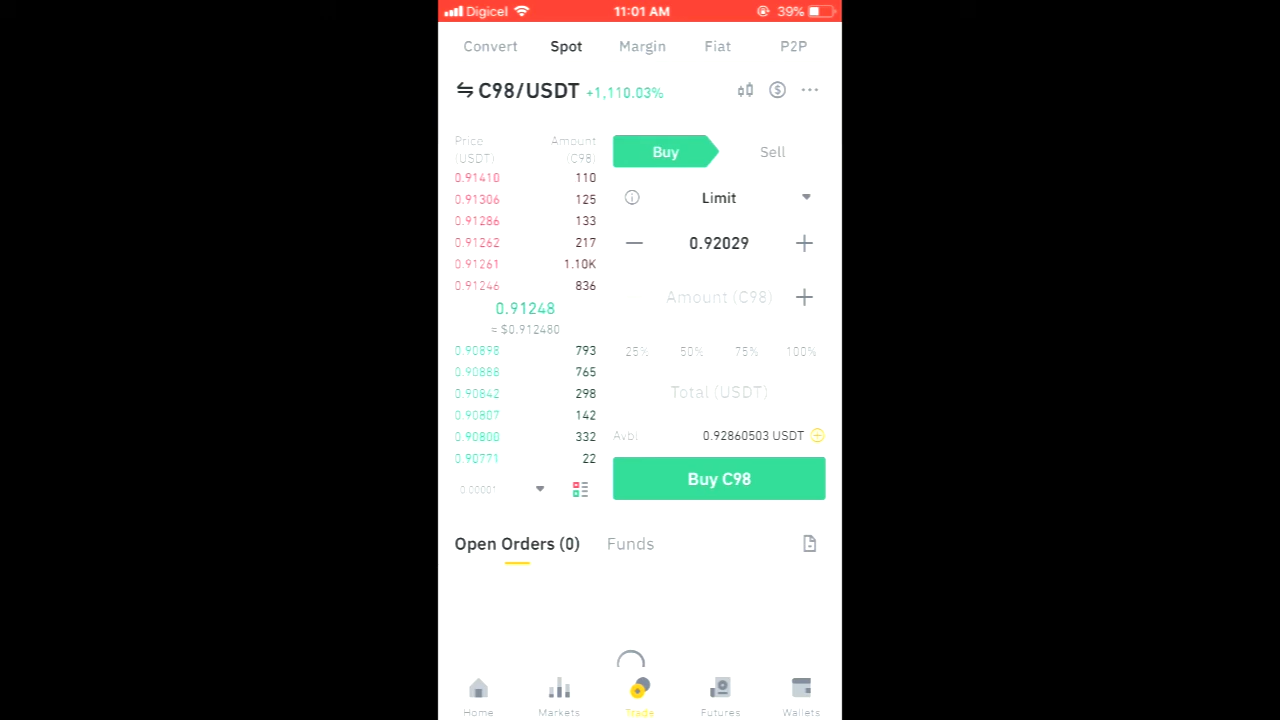 Digicel 11:01 AM 39%
Convert Spot Margin Fiat P2P
C98/USDT +1,110.03%
Price Amount
(USDT) (C98)
Buy Sell
0.91410 110
0.91306 125
Limit
0.91286 133
0.91262 217
0.92029
0.91261 1.10K
0.91246 836
Amount (C98)
0.91248
≈ $0.912480
0.90898 793
25% 50% 75% 100%
0.90888 765
0.90842 298
Total (USDT)
0.90807 142
0.90800 332
Avbl 0.92860503 USDT
0.90771 22
Buy C98
0.00001
Open Orders (0) Funds
Home Markets Trade Futures Wallets